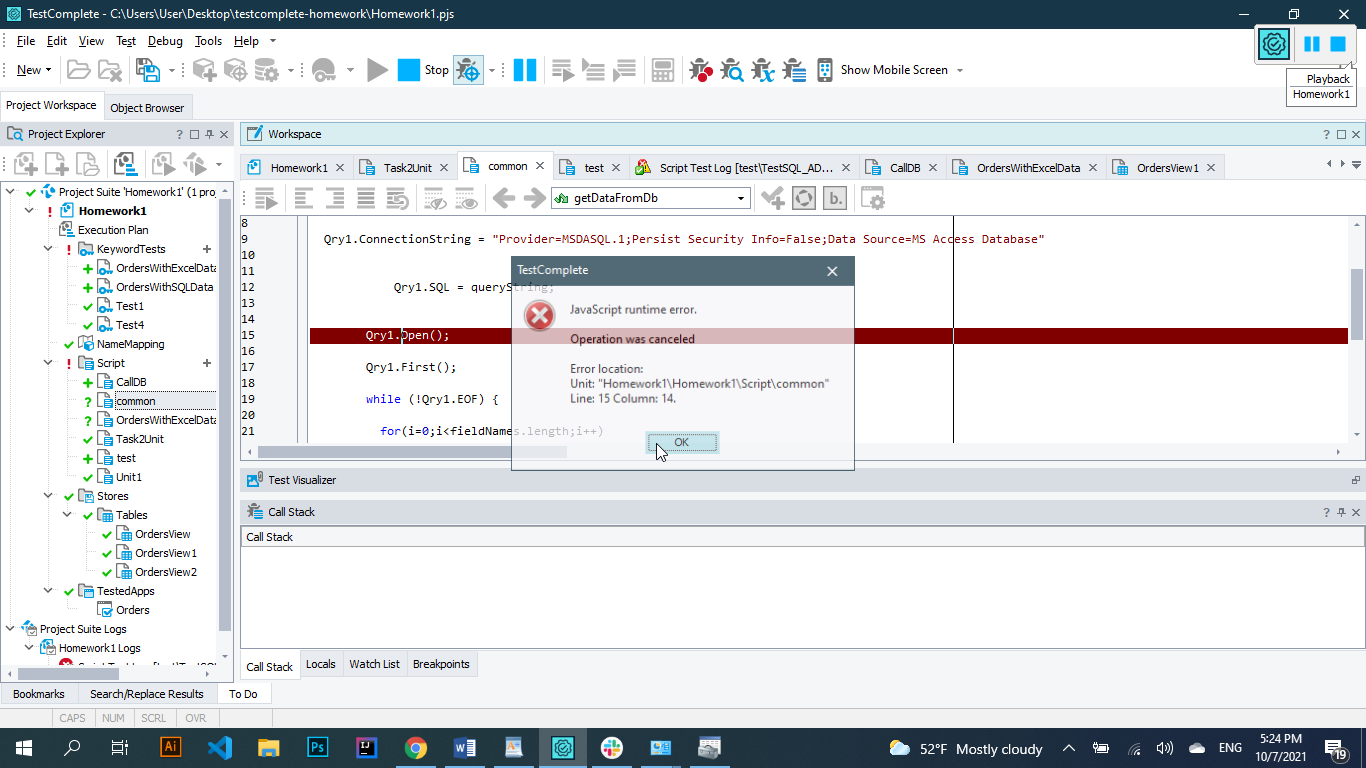 TestComplete - C:\Users\User\Desktop\testcomplete-homework\Homework1.pjs
File Edit View Test Debug Tools Help
New Stop Show Mobile Screen
Playback
Homework1
Project Workspace Object Browser
Project Explorer
Workspace
Homework1 Task2Unit common test Script Test Log [test\TestSQL_AD... CallDB OrdersWithExcelData OrdersView1
getDataFromDb
b.
Project Suite 'Homework1' (1 proj
Homework1
Execution Plan
KeywordTests
OrdersWithExcelData
OrdersWithSQLData
Test1
Test4
NameMapping
Script
CallDB
common
OrdersWithExcelData
Task2Unit
test
Unit1
Stores
Tables
OrdersView
OrdersView1
OrdersView2
TestedApps
Orders
Project Suite Logs
Homework1 Logs
8
9 Qry1.ConnectionString = "Provider=MSDASQL.1;Persist Security Info=False;Data Source=MS Access Database"
10
11
12 Qry1.SQL = queryString;
13
14
15 Qry1.Open();
16
17 Qry1.First();
18
19 while (!Qry1.EOF) {
20
21 for(i=0;i<fieldNames.length;i++)
TestComplete
JavaScript runtime error.
Operation was canceled
Error location:
Unit: "Homework1\Homework1\Script\common"
Line: 15 Column: 14.
OK
Test Visualizer
Call Stack
Call Stack
Call Stack Locals Watch List Breakpoints
Bookmarks Search/Replace Results To Do
CAPS NUM SCRL OVR
Ai Ps IJ
52°F Mostly cloudy
ENG
5:24 PM
10/7/2021
19